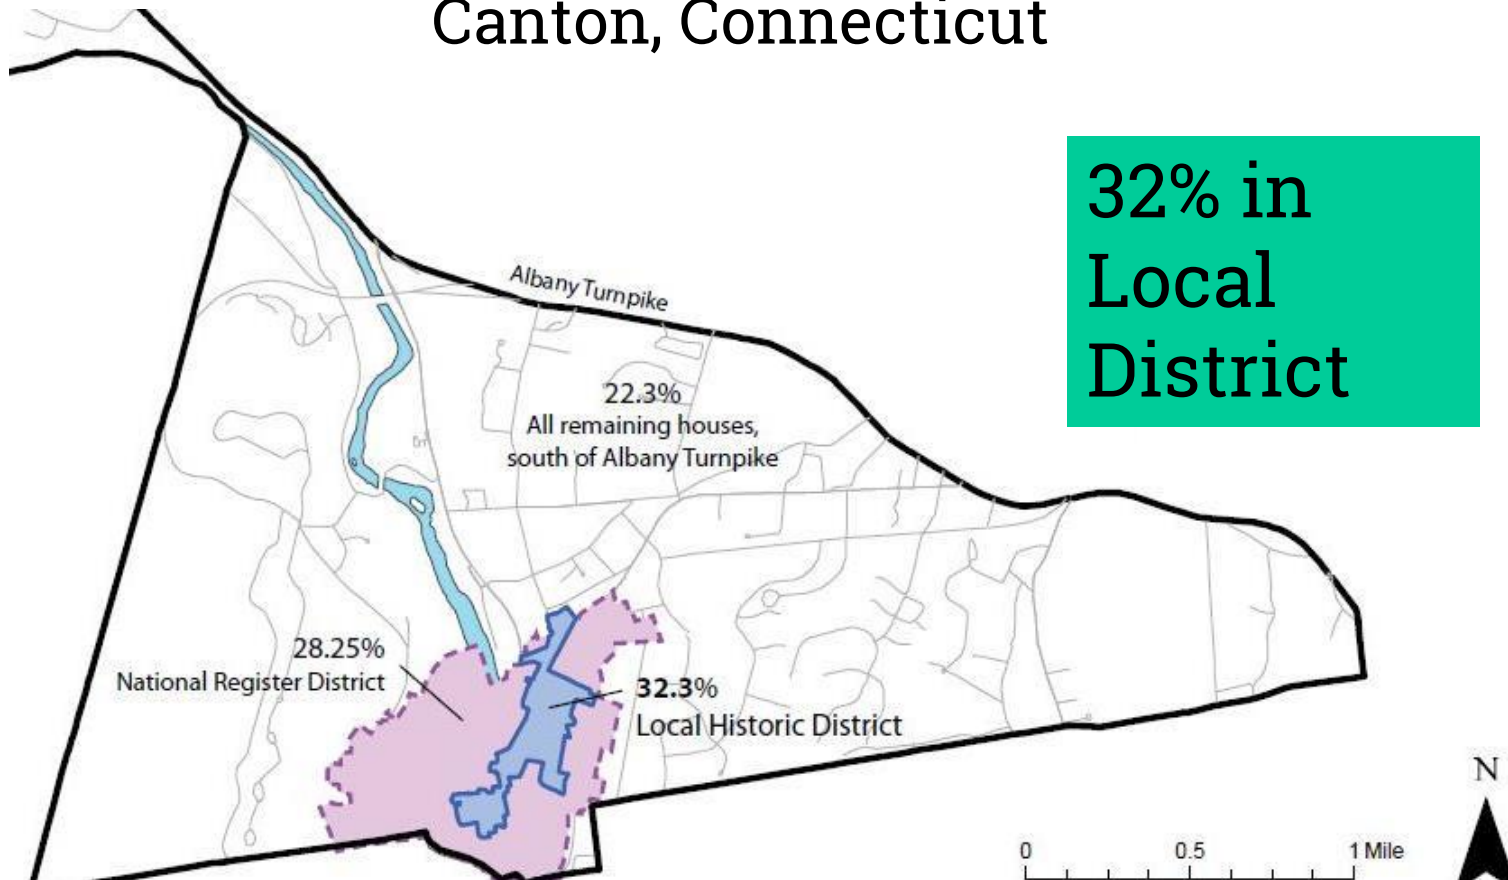 Canton, Connecticut
32% in
Local
District
Albany Turnpike
22.3%
All remaining houses,
south of Albany Turnpike
28.25%
National Register District
32.3%
Local Historic District
N
0 0.5 1 Mile